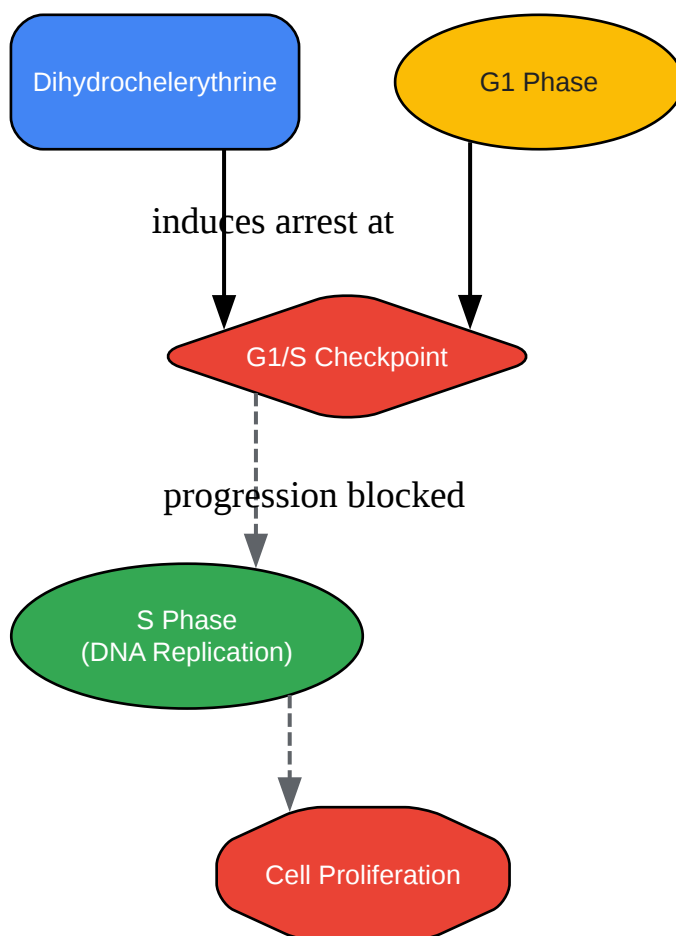 Dihydrochelerythrine
G1 Phase
induces arrest at
G1/S Checkpoint
progression blocked
S Phase
(DNA Replication)
Cell Proliferation